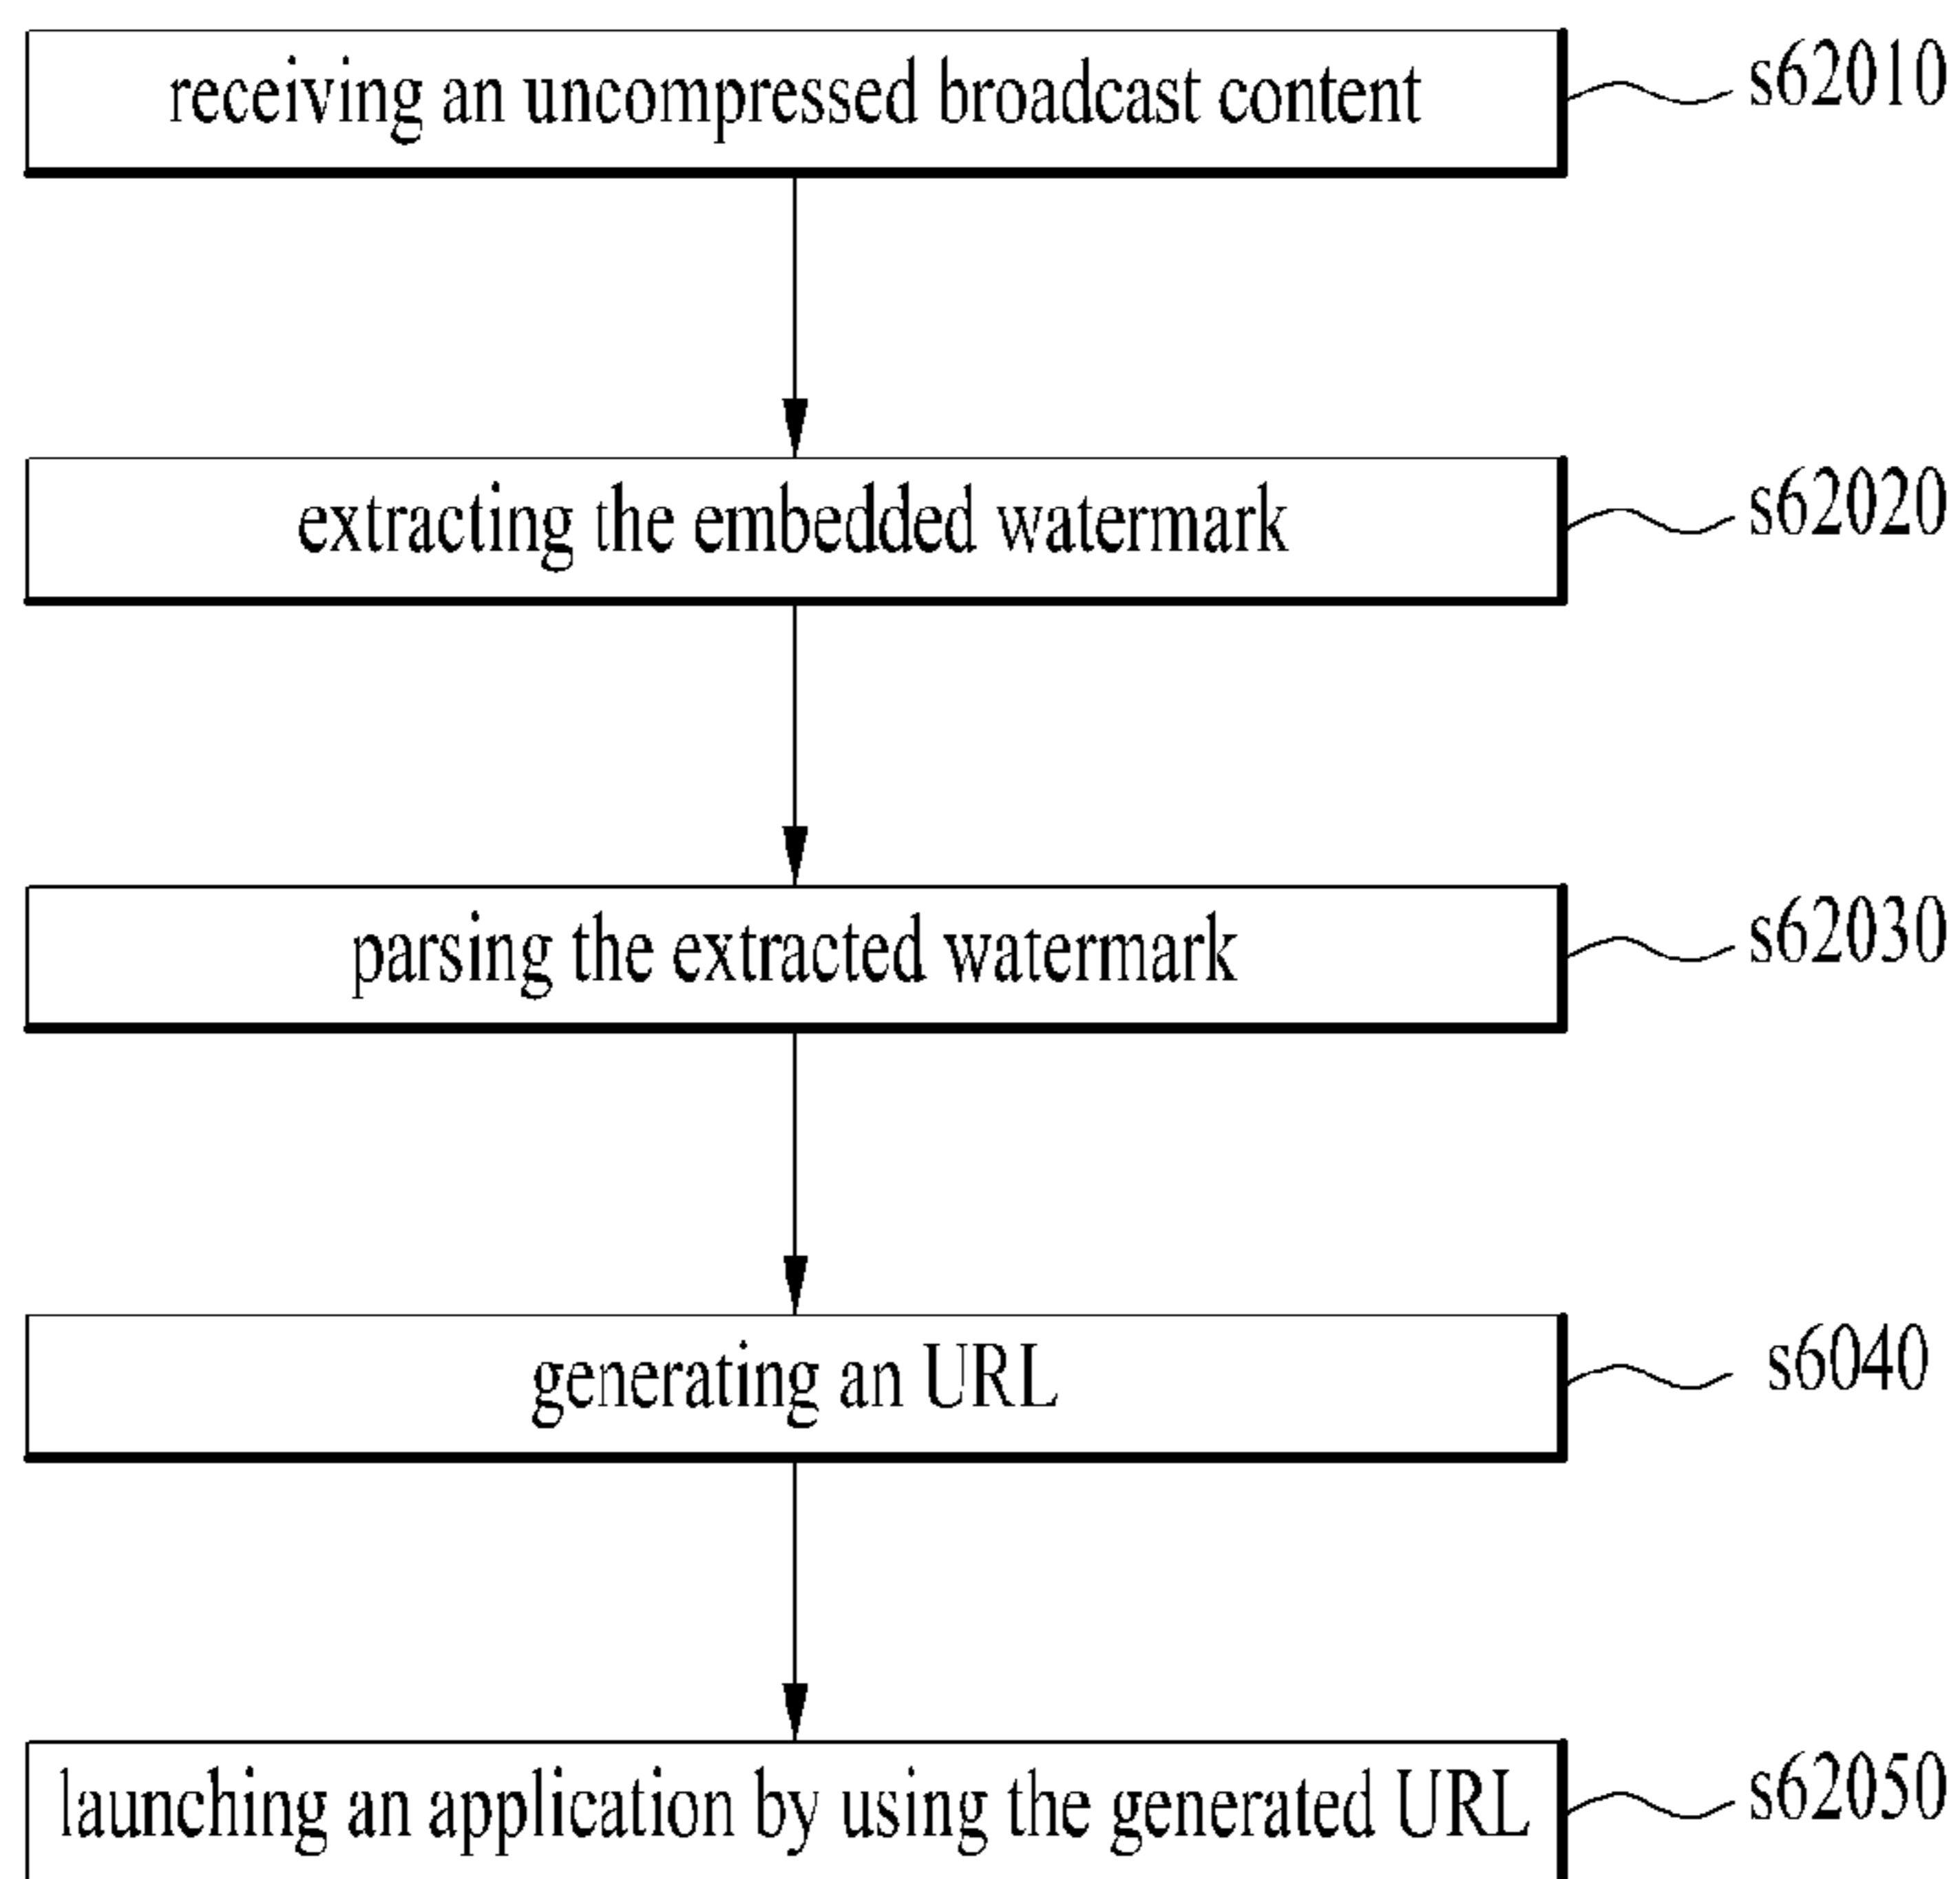 receiving an uncompressed broadcast content s62010
extracting the embedded watermark s62020
parsing the extracted watermark s62030
generating an URL s6040
launching an application by using the generated URL s62050